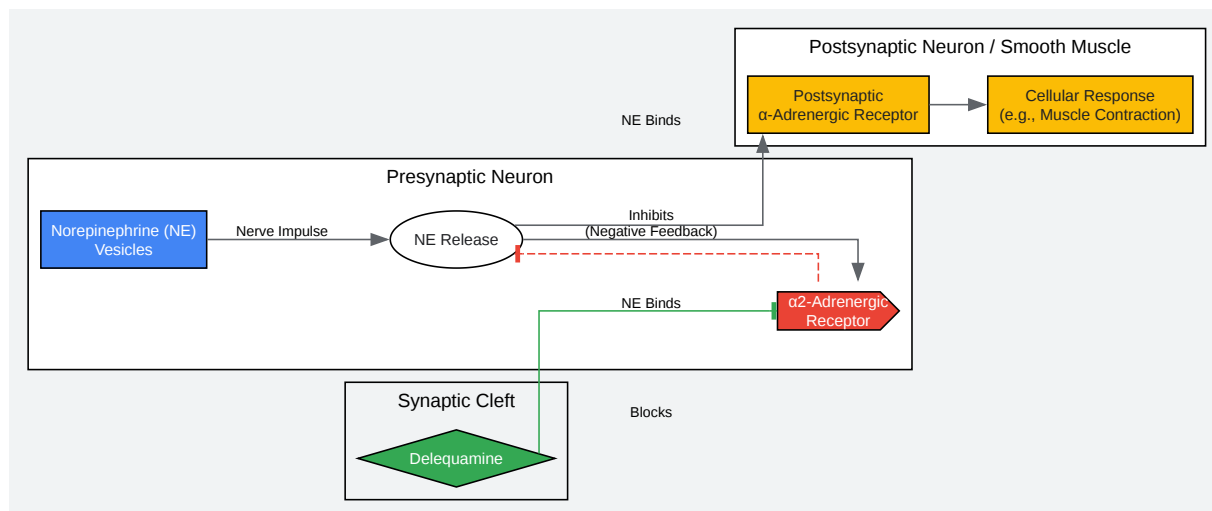 Postsynaptic Neuron / Smooth Muscle
Postsynaptic
α-Adrenergic Receptor
Cellular Response
(e.g., Muscle Contraction)
NE Binds
Presynaptic Neuron
Norepinephrine (NE)
Vesicles
Nerve Impulse
NE Release
Inhibits
(Negative Feedback)
NE Binds
α2-Adrenergic
Receptor
Synaptic Cleft
Blocks
Delequamine